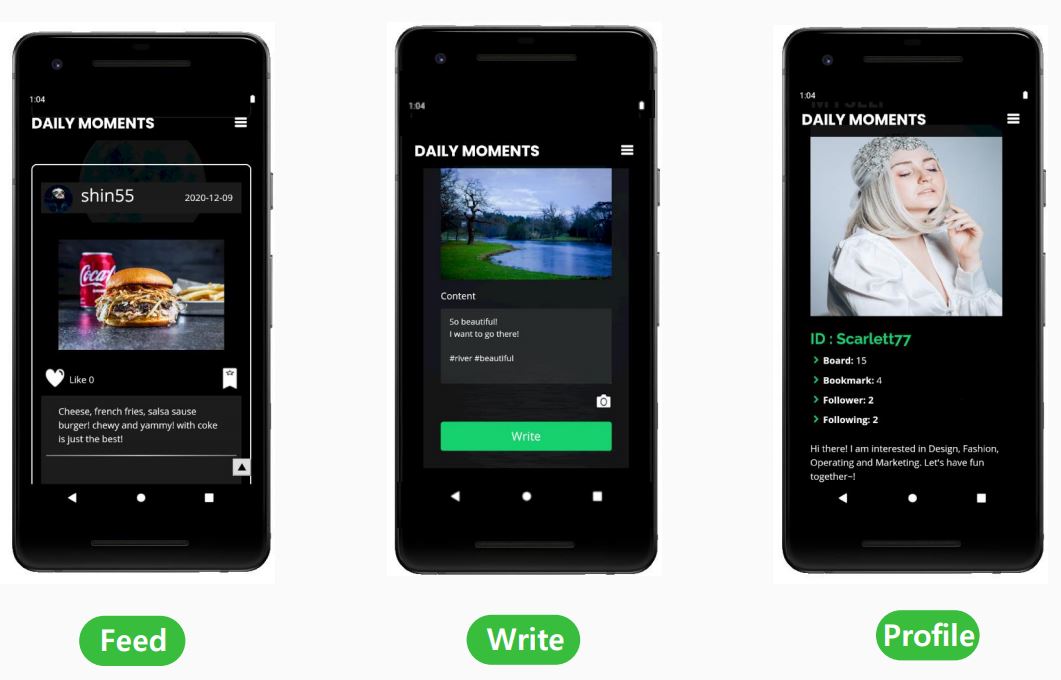 1:04
DAILY MOMENTS
shin55
2020-12-09
Coca
Like 0
Cheese, french fries, salsa sause
burger! chewy and yammy! with coke
is just the best!
Feed
1:04
DAILY MOMENTS
Content
So beautiful!
I want to go there!
#river #beautiful
Write
Write
1:04
MYSELF
DAILY MOMENTS
ID : Scarlett77
Board: 15
Bookmark: 4
Follower: 2
Following: 2
Hi there! I am interested in Design, Fashion,
Operating and Marketing. Let's have fun
together~!
Profile